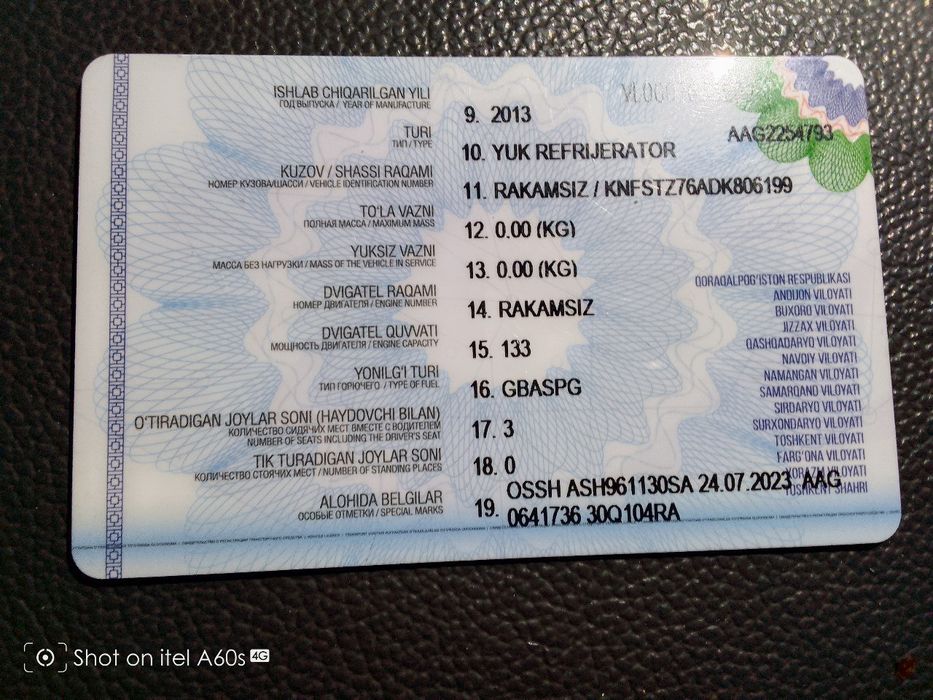 ISHLAB CHIQARILGAN YILI
ГОД ВЫПУСКА / YEAR OF MANUFACTURE
9. 2013
AAG2254793
TURI
ТИП / TYPE
10. YUK REFRIJERATOR
KUZOV / SHASSI RAQAMI
НОМЕР КУЗОВА/ШАССИ / VEHICLE IDENTIFICATION NUMBER
11. RAKAMSIZ / KNFSTZ76ADK806199
TO'LA VAZNI
ПОЛНАЯ МАССА / MAXIMUM MASS
12. 0.00 (KG)
YUKSIZ VAZNI
МАССА БЕЗ НАГРУЗКИ / MASS OF THE VEHICLE IN SERVICE
13. 0.00 (KG)
DVIGATEL RAQAMI
НОМЕР ДВИГАТЕЛЯ / ENGINE NUMBER
14. RAKAMSIZ
DVIGATEL QUVVATI
МОЩНОСТЬ ДВИГАТЕЛЯ / ENGINE CAPACITY
15. 133
YONILG'I TURI
ТИП ГОРЮЧЕГО / TYPE OF FUEL
16. GBASPG
O'TIRADIGAN JOYLAR SONI (HAYDOVCHI BILAN)
КОЛИЧЕСТВО СИДЯЧИХ МЕСТ ВМЕСТЕ С ВОДИТЕЛЕМ
NUMBER OF SEATS INCLUDING THE DRIVER'S SEAT
17. 3
TIK TURADIGAN JOYLAR SONI
КОЛИЧЕСТВО СТОЯЧИХ МЕСТ / NUMBER OF STANDING PLACES
18. 0
ALOHIDA BELGILAR
ОСОБЫЕ ОТМЕТКИ / SPECIAL MARKS
19. OSSH ASH961130SA 24.07.2023 AAG
0641736 30Q104RA
QORAQALPOG'ISTON RESPUBLIKASI
ANDIJON VILOYATI
BUXORO VILOYATI
JIZZAX VILOYATI
QASHQADARYO VILOYATI
NAVOIY VILOYATI
NAMANGAN VILOYATI
SAMARQAND VILOYATI
SIRDARYO VILOYATI
SURXONDARYO VILOYATI
TOSHKENT VILOYATI
FARG'ONA VILOYATI
XORAZM VILOYATI
TOSHKENT SHAHRI
Shot on itel A60s 4G